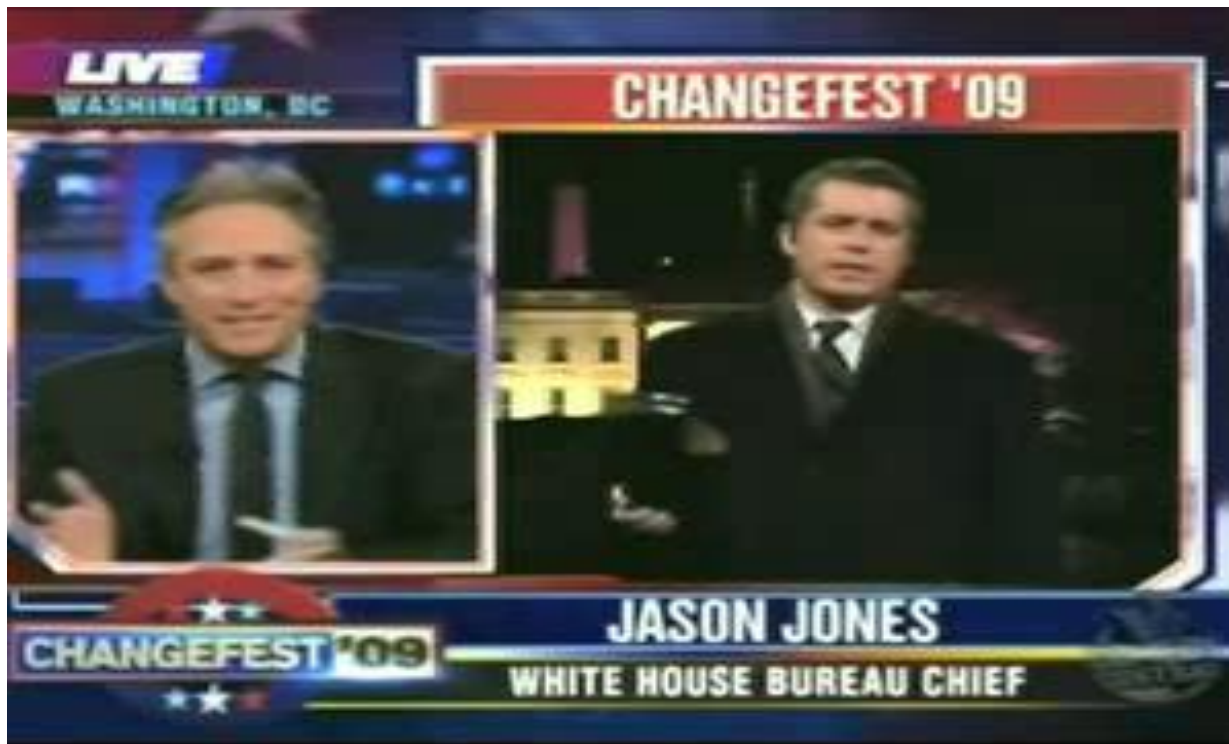 LIVE
WASHINGTON, DC
CHANGEFEST '09
JASON JONES
CHANGEFEST '09
WHITE HOUSE BUREAU CHIEF